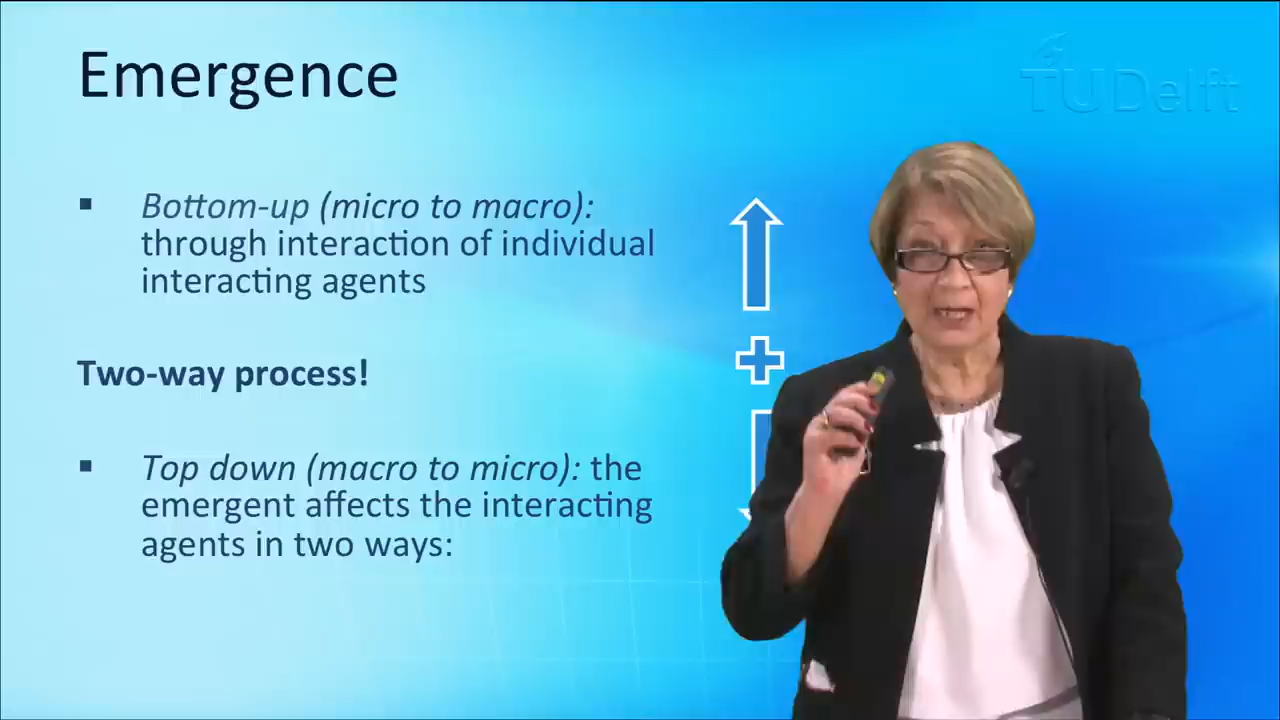 Emergence
TUDelft
▪ Bottom-up (micro to macro):
through interaction of individual
interacting agents
Two-way process!
▪ Top down (macro to micro): the
emergent affects the interacting
agents in two ways: